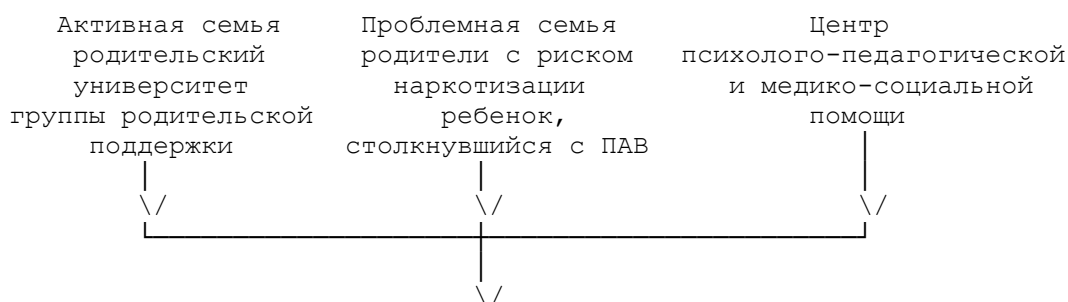 Активная семья Проблемная семья Центр
родительский родители с риском психолого-педагогической
университет наркотизации и медико-социальной
группы родительской ребенок, помощи
поддержки столкнувшийся с ПАВ